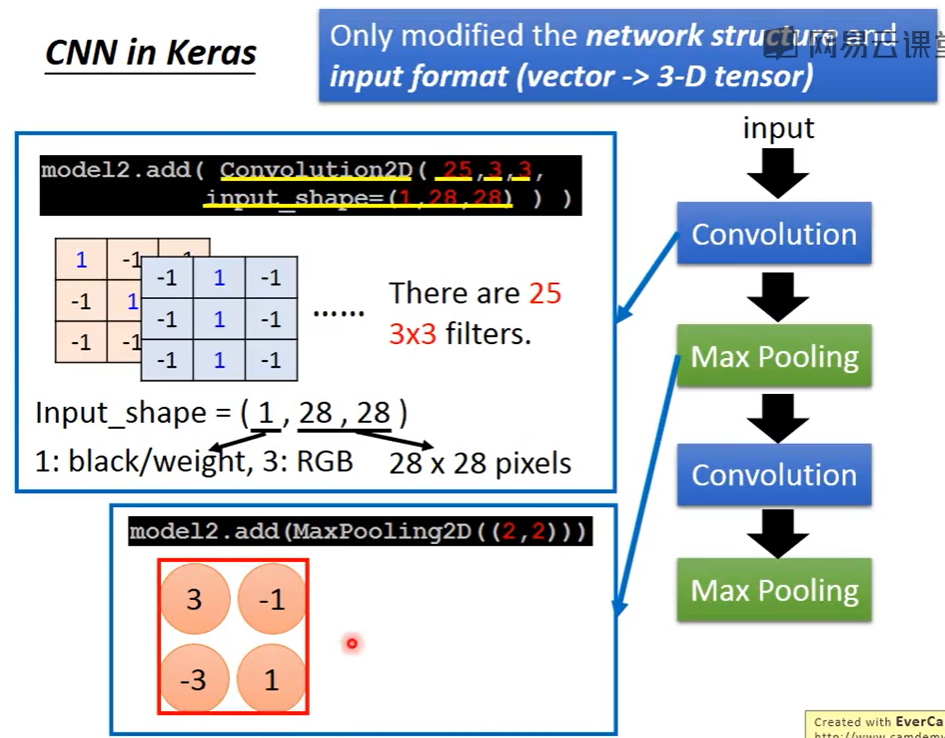 CNN in Keras
Only modified the network structure and
input format (vector -> 3-D tensor)
网易云课堂
input
model2.add( Convolution2D( 25,3,3,
input_shape=(1,28,28) ) )
Convolution
1 -1 -1
-1 1
-1 -1
-1 1 -1
-1 1 -1
-1 1 -1
......
There are 25
3x3 filters.
Max Pooling
Input_shape = ( 1 , 28 , 28 )
1: black/weight, 3: RGB 28 x 28 pixels
Convolution
model2.add(MaxPooling2D((2,2)))
3 -1
-3 1
Max Pooling
Created with EverCa
http://www.camdemy